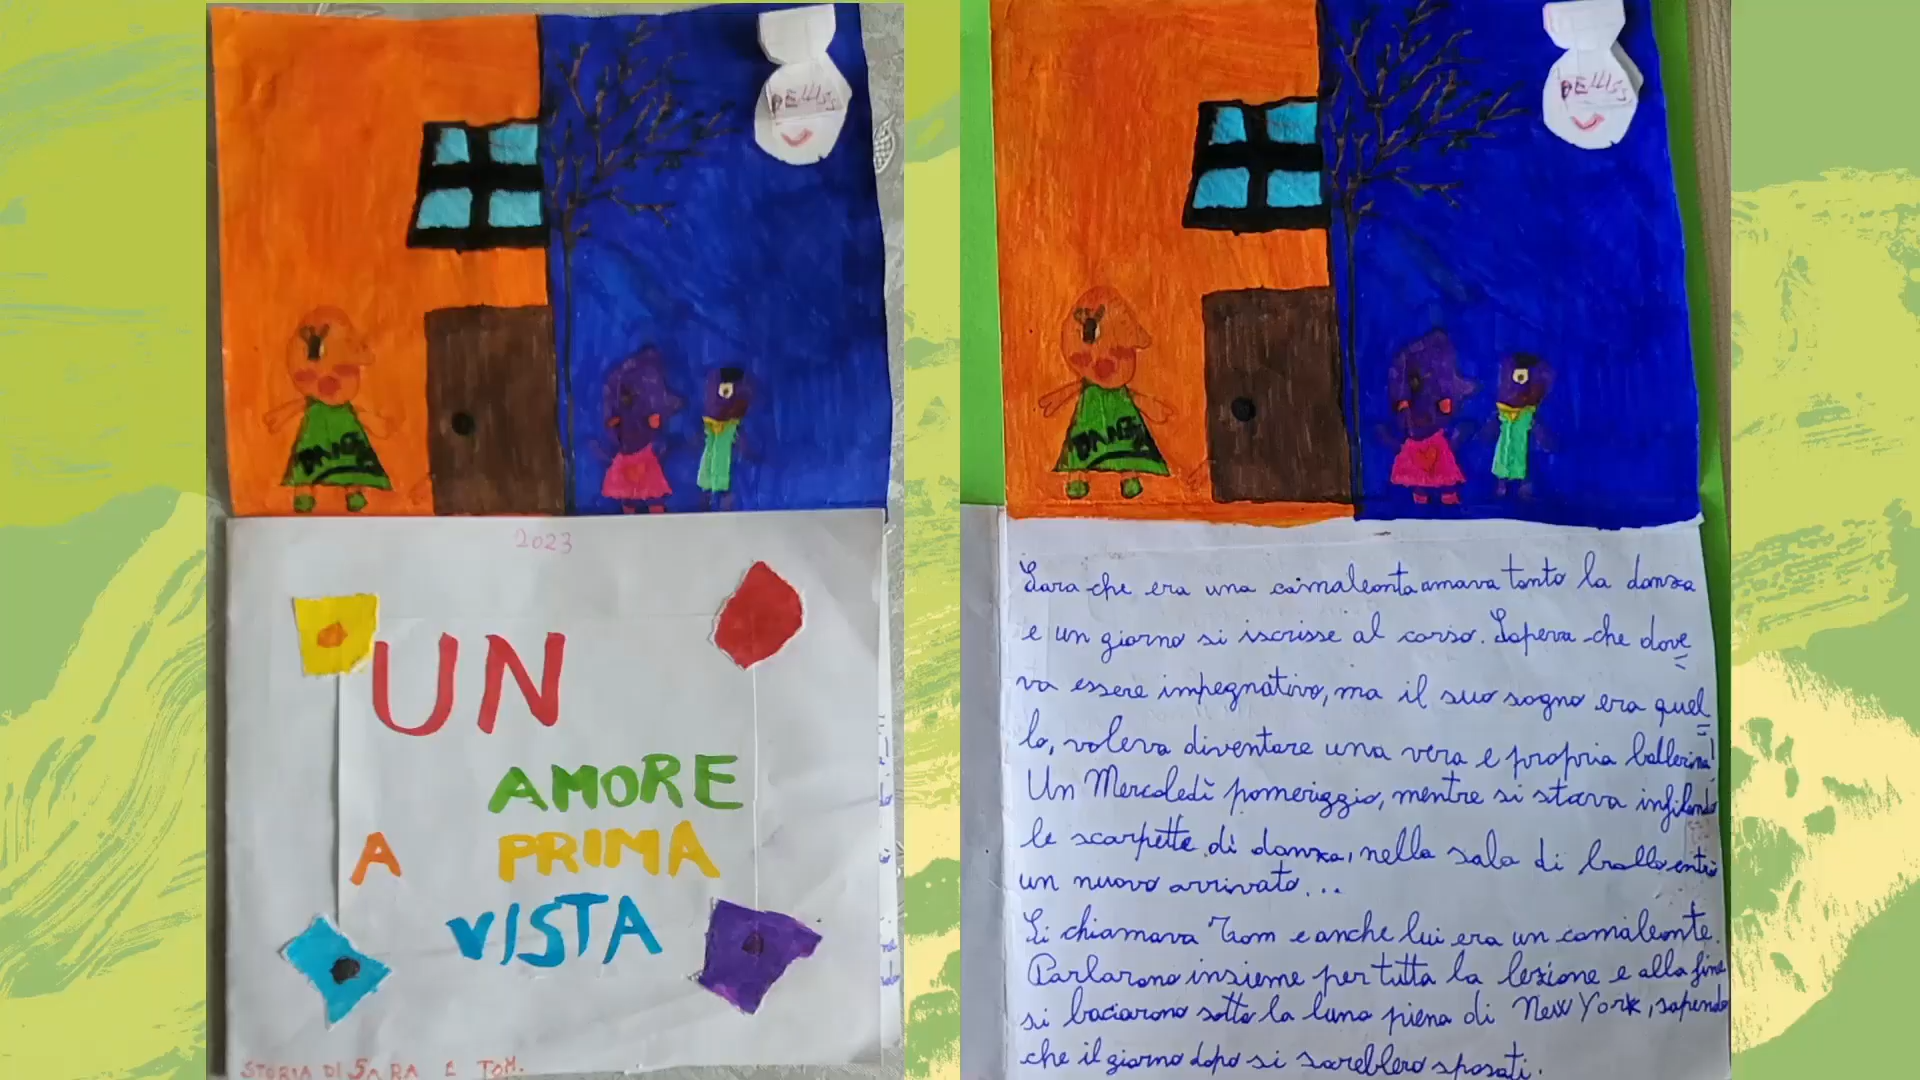 BELLISS
DANCE
2023
UN
AMORE
A PRIMA
VISTA
STORIA DI SARA E TOM.
BELLISS
DANCE
Sara che era una camaleonta amava tanto la danza
e un giorno si iscrisse al corso. Sapeva che dove
va essere impegnativo, ma il suo sogno era quel
lo, voleva diventare una vera e propria ballerina!
Un Mercoledì pomeriggio, mentre si stava infilando
le scarpette di danza, nella sala di ballo entrò
un nuovo arrivato...
Si chiamava Tom e anche lui era un camaleonte.
Parlarono insieme per tutta la lezione e alla fine
si baciarono sotto la luna piena di New York, sapendo
che il giorno dopo si sarebbero sposati.